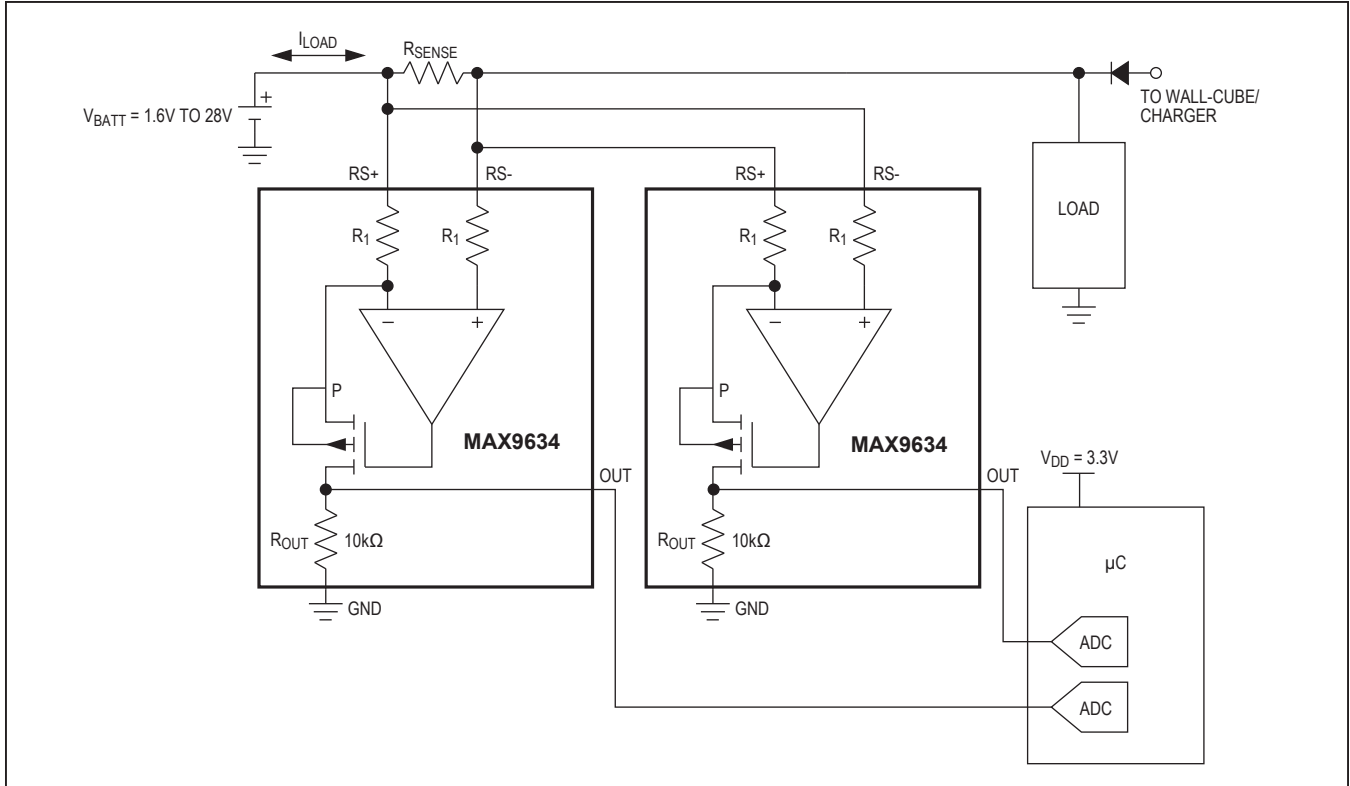 ILOAD
RSENSE
+
VBATT = 1.6V TO 28V
TO WALL-CUBE/
CHARGER
RS+
RS-
RS+
RS-
LOAD
R1
R1
R1
R1
−
+
−
+
P
P
MAX9634
MAX9634
VDD = 3.3V
OUT
OUT
ROUT
10kΩ
ROUT
10kΩ
µC
GND
GND
ADC
ADC